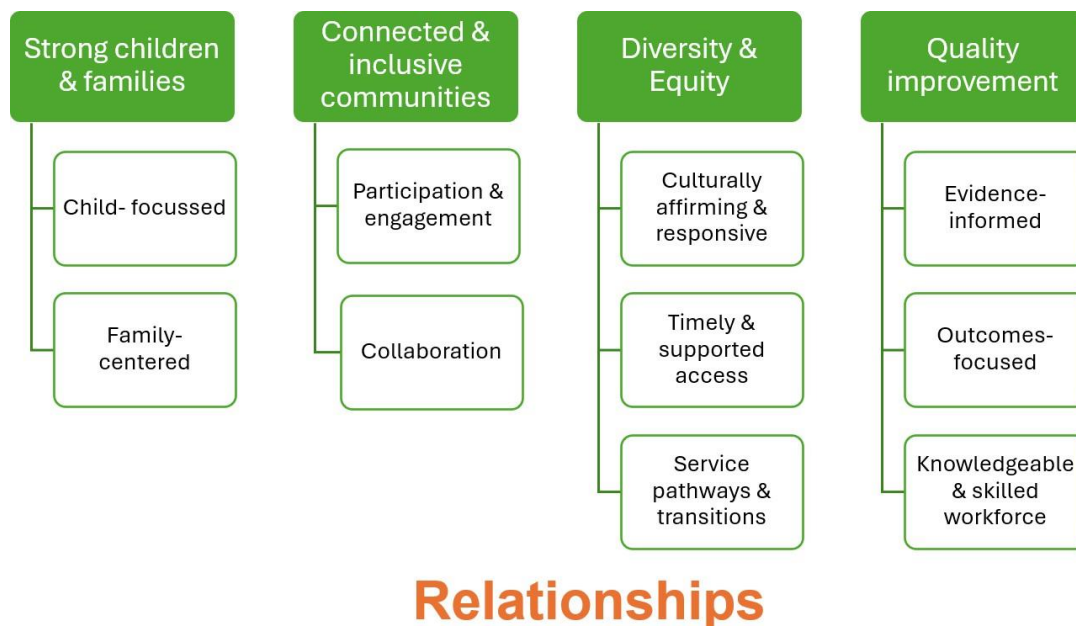 Strong children
& families
Child- focussed
Family-
centered
Connected &
inclusive
communities
Participation &
engagement
Collaboration
Diversity &
Equity
Culturally
affirming &
responsive
Timely &
supported
access
Service
pathways &
transitions
Quality
improvement
Evidence-
informed
Outcomes-
focused
Knowledgeable
& skilled
workforce
Relationships